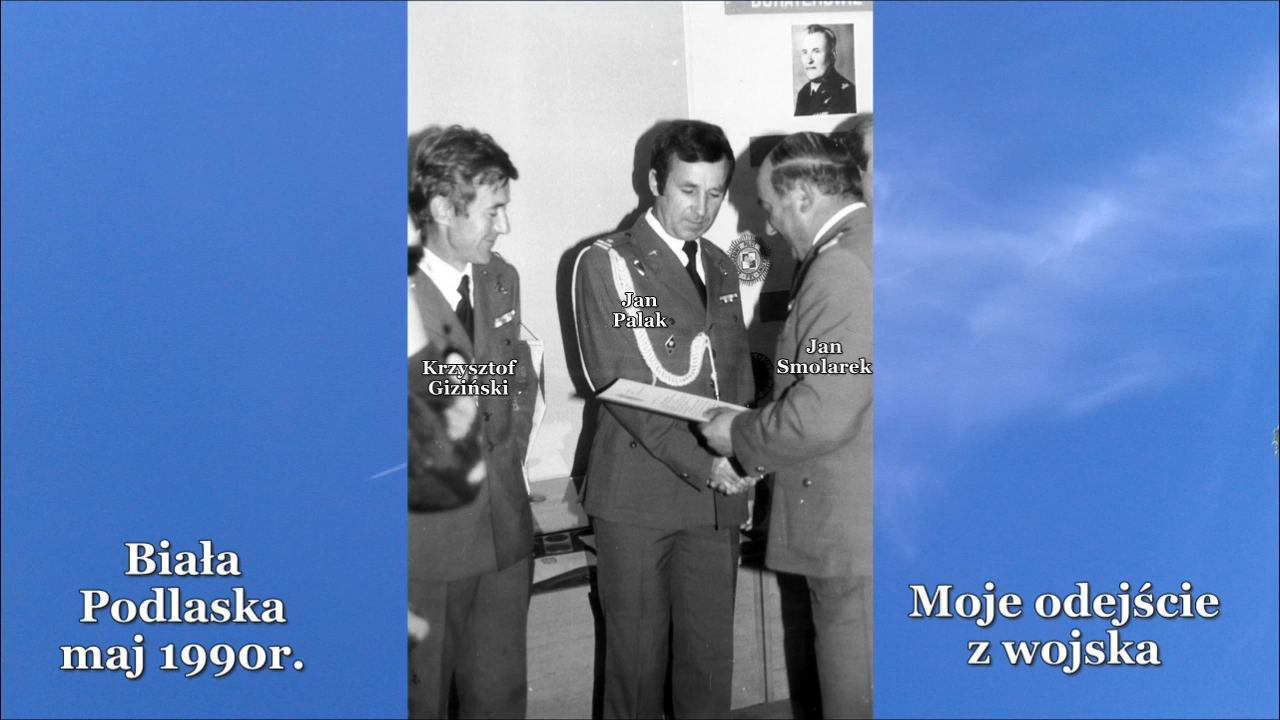 Jan
Palak
Jan
Smolarek
Krzysztof
Giziński
Biała
Podlaska
maj 1990r.
Moje odejście
z wojska